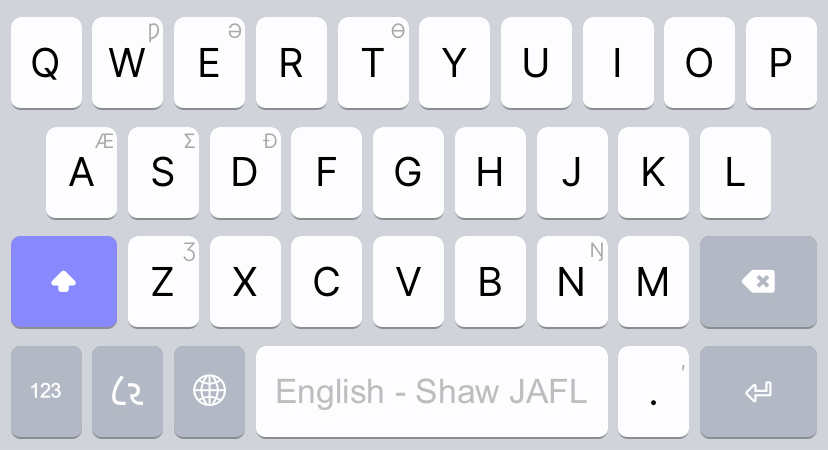 Q W Ƿ E Ə R T Ɵ Y U I O P
A Æ S Σ D Ð F G H J K L
Z Ʒ X C V B N Ŋ M
123 English - Shaw JAFL . ′